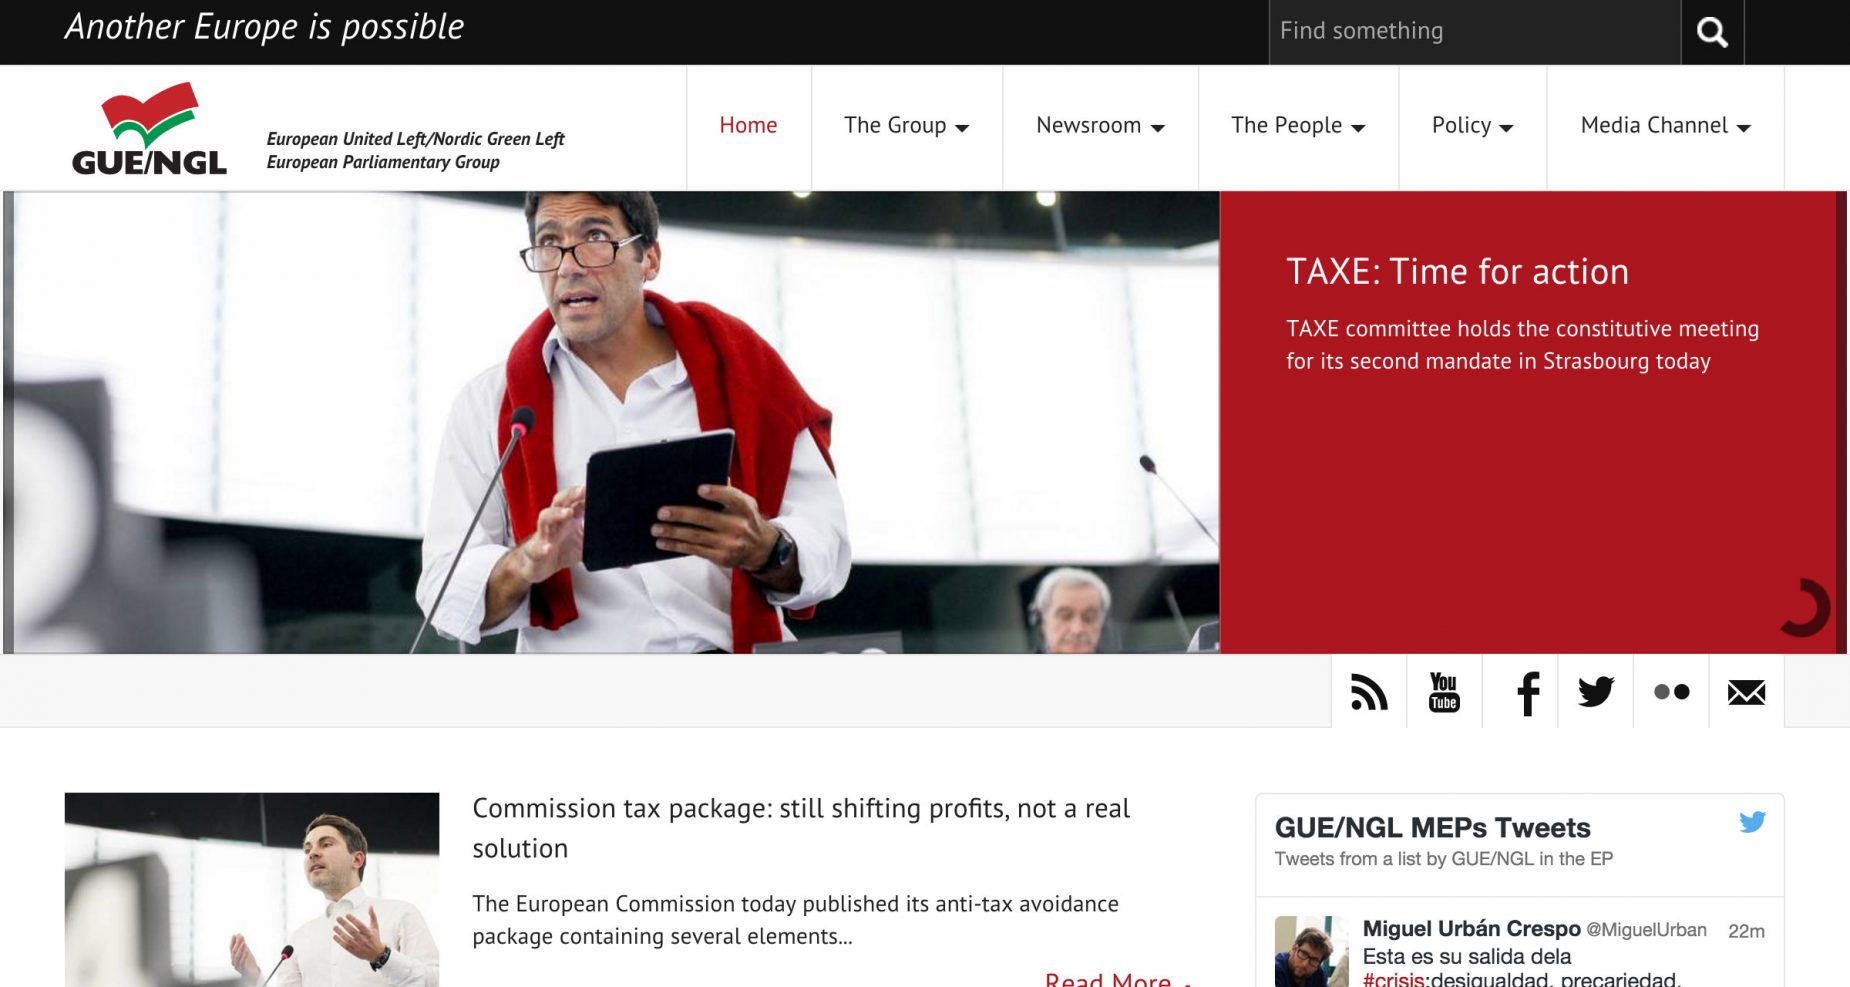 Another Europe is possible
Find something
GUE/NGL
European United Left/Nordic Green Left
European Parliamentary Group
Home
The Group
Newsroom
The People
Policy
Media Channel
TAXE: Time for action
TAXE committee holds the constitutive meeting
for its second mandate in Strasbourg today
You
Tube
Commission tax package: still shifting profits, not a real
solution
The European Commission today published its anti-tax avoidance
package containing several elements...
Read More
GUE/NGL MEPs Tweets
Tweets from a list by GUE/NGL in the EP
Miguel Urbán Crespo @MiguelUrban 22m
Esta es su salida dela
#crisis:desigualdad, precariedad,